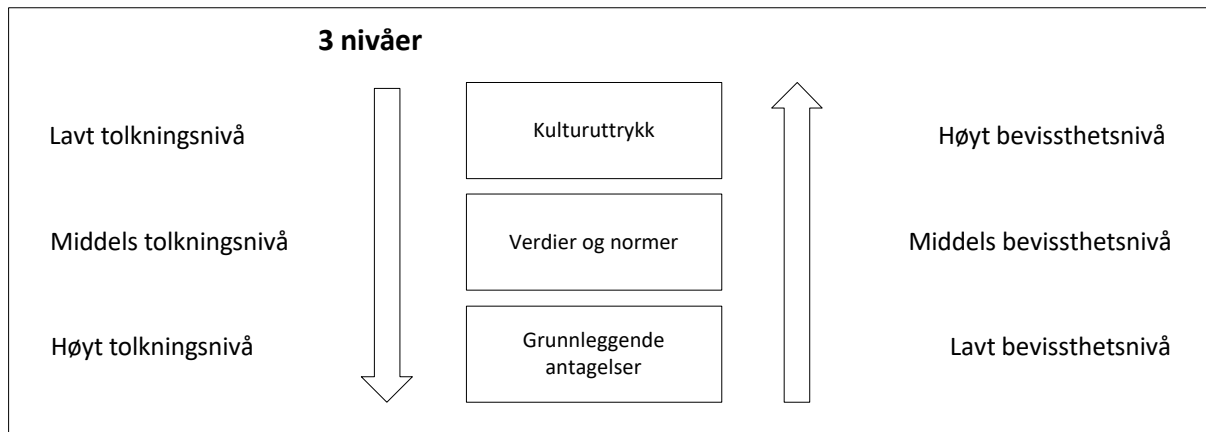 3 nivåer
Lavt tolkningsnivå
Kulturuttrykk
Høyt bevissthetsnivå
Middels tolkningsnivå
Verdier og normer
Middels bevissthetsnivå
Høyt tolkningsnivå
Grunnleggende
antagelser
Lavt bevissthetsnivå